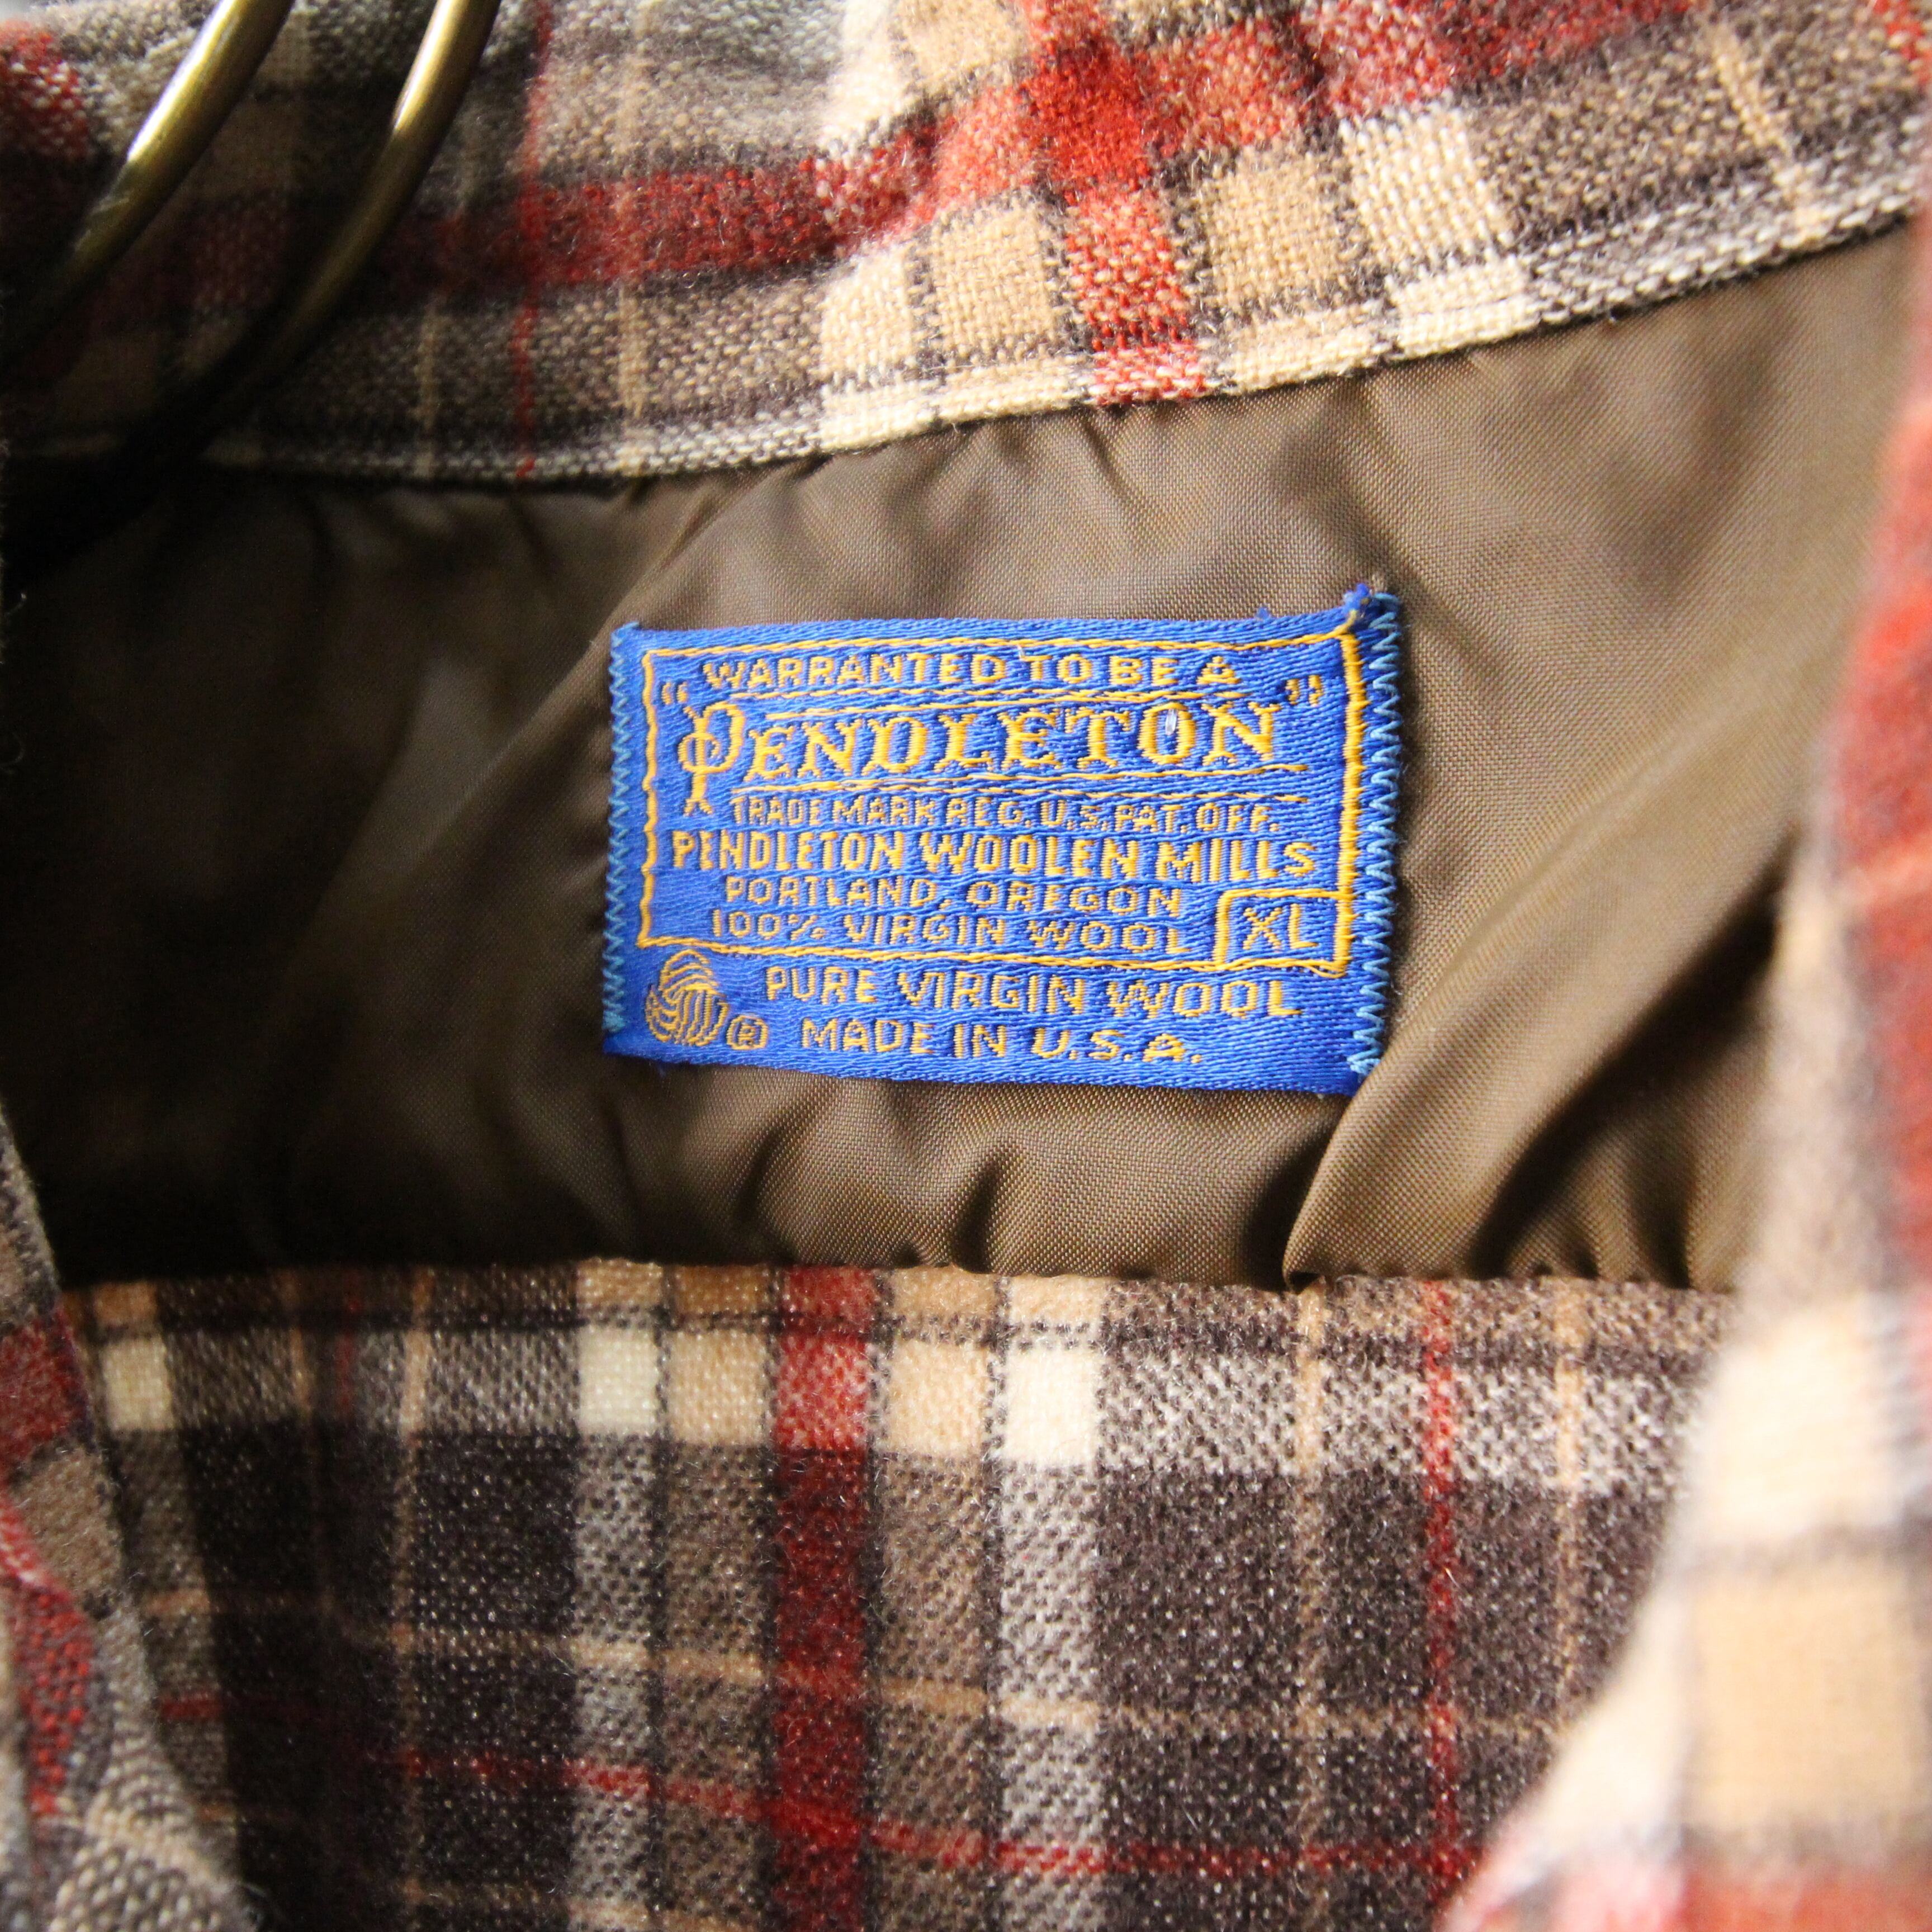 WARRANTED TO BE A
"PENDLETON"
TRADE MARK REG. U.S. PAT. OFF.
PENDLETON WOOLEN MILLS
PORTLAND, OREGON
100% VIRGIN WOOL XL
PURE VIRGIN WOOL
® MADE IN U.S.A.